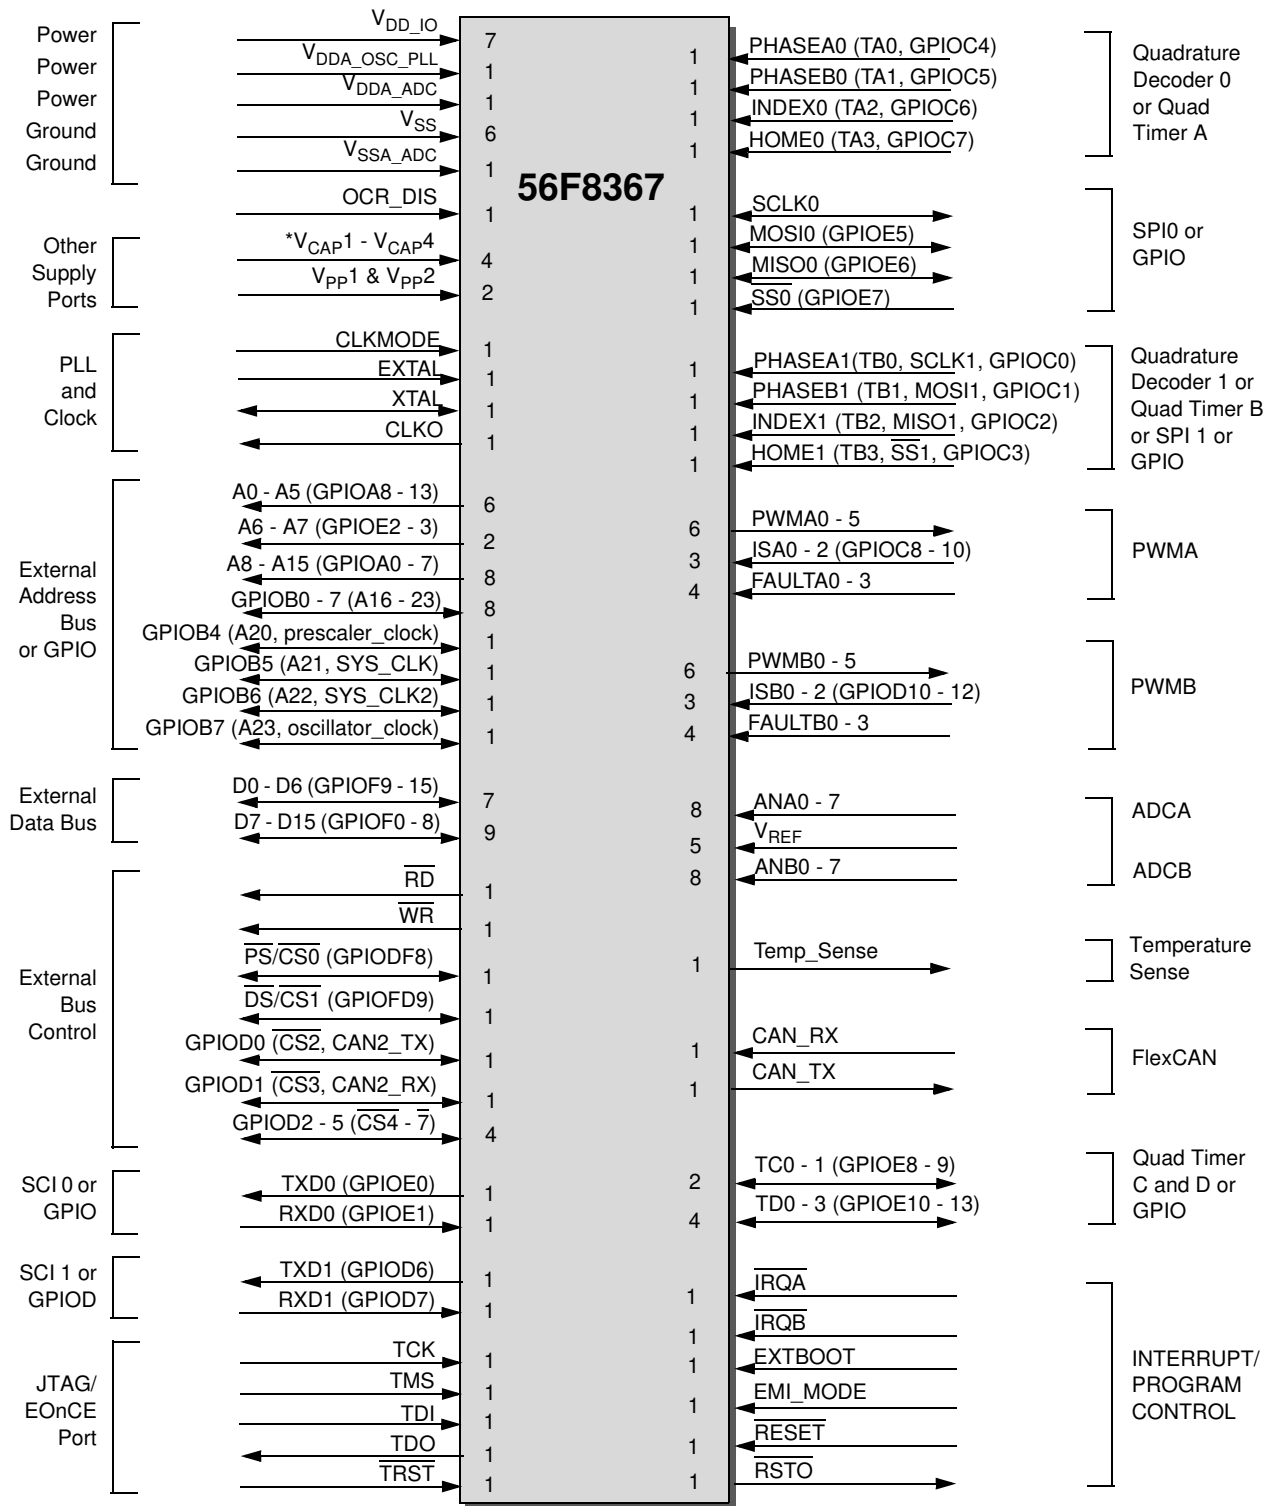 Power
Power
Power
Ground
Ground
V_DD_IO
7
V_DDA_OSC_PLL
1
V_DDA_ADC
1
V_SS
6
V_SSA_ADC
1
OCR_DIS
1
Other
Supply
Ports
*V_CAP1 - V_CAP4
4
V_PP1 & V_PP2
2
PLL
and
Clock
CLKMODE
1
EXTAL
1
XTAL
1
CLKO
1
External
Address
Bus
or GPIO
A0 - A5 (GPIOA8 - 13)
6
A6 - A7 (GPIOE2 - 3)
2
A8 - A15 (GPIOA0 - 7)
8
GPIOB0 - 7 (A16 - 23)
8
GPIOB4 (A20, prescaler_clock)
1
GPIOB5 (A21, SYS_CLK)
1
GPIOB6 (A22, SYS_CLK2)
1
GPIOB7 (A23, oscillator_clock)
1
External
Data Bus
D0 - D6 (GPIOF9 - 15)
7
D7 - D15 (GPIOF0 - 8)
9
External
Bus
Control
RD
1
WR
1
PS/CS0 (GPIODF8)
1
DS/CS1 (GPIOFD9)
1
GPIOD0 (CS2, CAN2_TX)
1
GPIOD1 (CS3, CAN2_RX)
1
GPIOD2 - 5 (CS4 - 7)
4
SCI 0 or
GPIO
TXD0 (GPIOE0)
1
RXD0 (GPIOE1)
1
SCI 1 or
GPIOD
TXD1 (GPIOD6)
1
RXD1 (GPIOD7)
1
JTAG/
EOnCE
Port
TCK
1
TMS
1
TDI
1
TDO
1
TRST
1
56F8367
1
PHASEA0 (TA0, GPIOC4)
1
PHASEB0 (TA1, GPIOC5)
1
INDEX0 (TA2, GPIOC6)
1
HOME0 (TA3, GPIOC7)
Quadrature
Decoder 0
or Quad
Timer A
1
SCLK0
1
MOSI0 (GPIOE5)
1
MISO0 (GPIOE6)
1
SS0 (GPIOE7)
SPI0 or
GPIO
1
PHASEA1(TB0, SCLK1, GPIOC0)
1
PHASEB1 (TB1, MOSI1, GPIOC1)
1
INDEX1 (TB2, MISO1, GPIOC2)
1
HOME1 (TB3, SS1, GPIOC3)
Quadrature
Decoder 1 or
Quad Timer B
or SPI 1 or
GPIO
6
PWMA0 - 5
3
ISA0 - 2 (GPIOC8 - 10)
4
FAULTA0 - 3
PWMA
6
PWMB0 - 5
3
ISB0 - 2 (GPIOD10 - 12)
4
FAULTB0 - 3
PWMB
8
ANA0 - 7
5
V_REF
8
ANB0 - 7
ADCA
ADCB
1
Temp_Sense
Temperature
Sense
1
CAN_RX
1
CAN_TX
FlexCAN
2
TC0 - 1 (GPIOE8 - 9)
4
TD0 - 3 (GPIOE10 - 13)
Quad Timer
C and D or
GPIO
1
IRQA
1
IRQB
1
EXTBOOT
1
EMI_MODE
1
RESET
1
RSTO
INTERRUPT/
PROGRAM
CONTROL